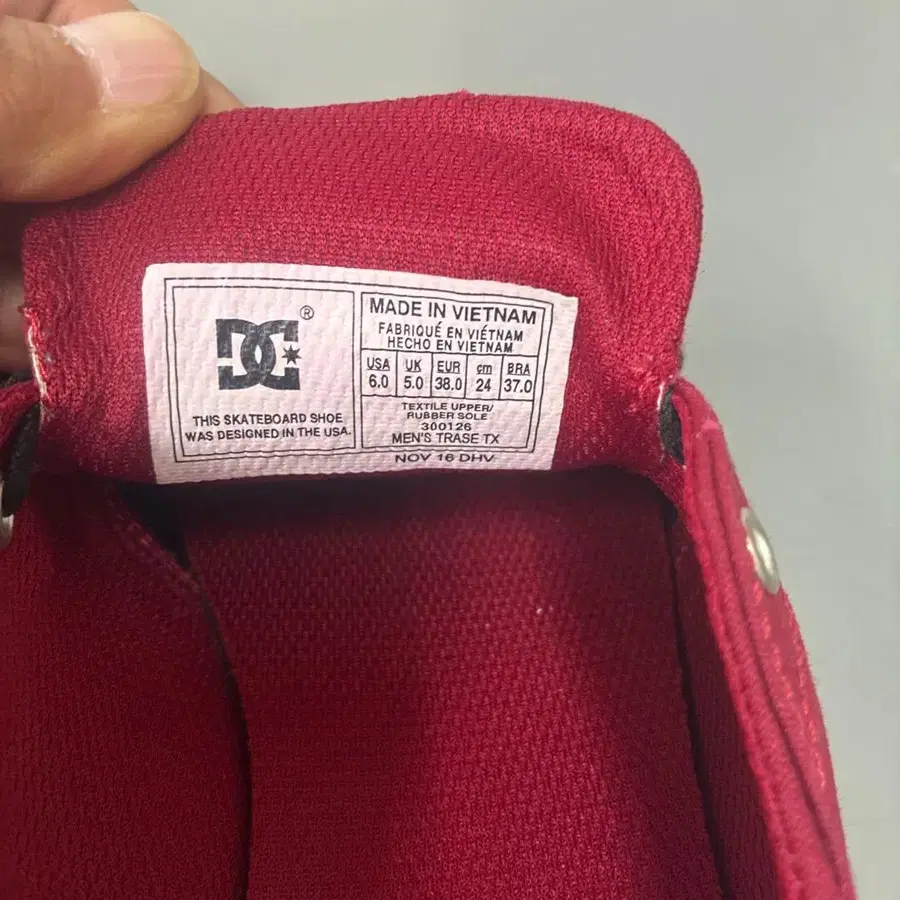 DC ®
THIS SKATEBOARD SHOE
WAS DESIGNED IN THE USA.
MADE IN VIETNAM
FABRIQUÉ EN VIÉTNAM
HECHO EN VIETNAM
USA UK EUR cm BRA
6.0 5.0 38.0 24 37.0
TEXTILE UPPER/
RUBBER SOLE
300126
MEN'S TRASE TX
NOV 16 DHV